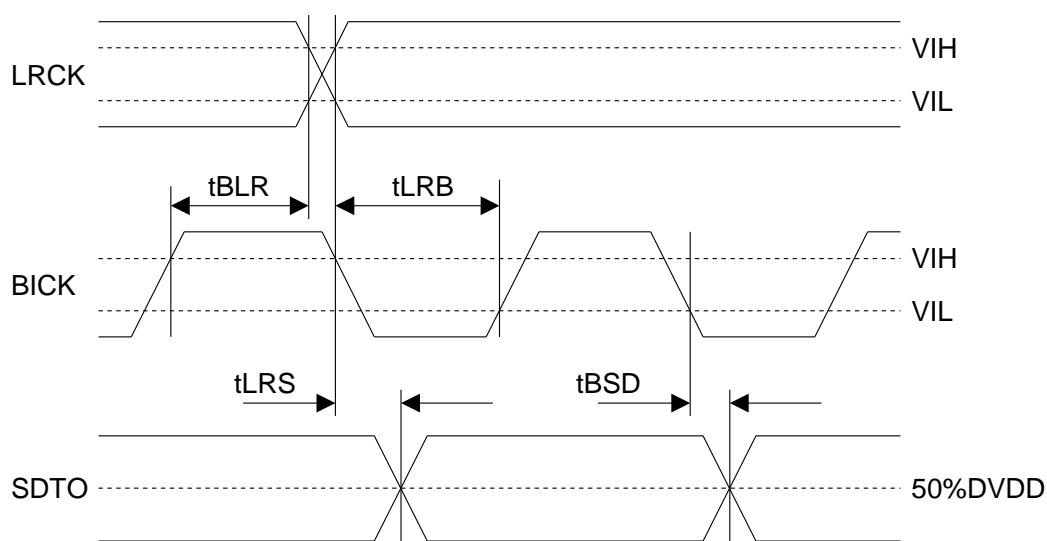 VIH
LRCK
VIL
tBLR
tLRB
VIH
BICK
VIL
tLRS
tBSD
SDTO
50%DVDD